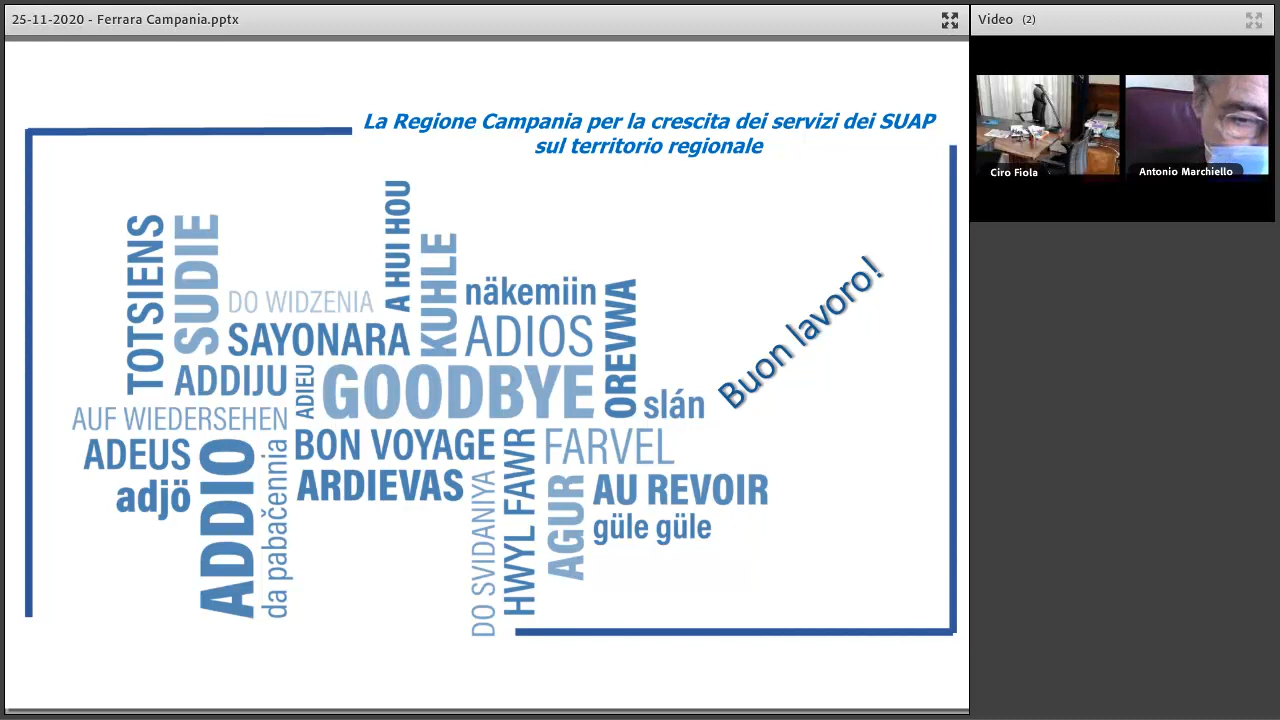 25-11-2020 - Ferrara Campania.pptx
Video (2)
Ciro Fiola
Antonio Marchiello
La Regione Campania per la crescita dei servizi dei SUAP
sul territorio regionale
TOTSIENS
SUDIE
DO WIDZENIA
A HUI HOU
KUHLE
näkemiin
OREVWA
SAYONARA
ADIOS
ADDIJU
ADIEU
GOODBYE
slán
Buon lavoro!
AUF WIEDERSEHEN
ADEUS
ADDIO
da pabačennia
BON VOYAGE
HWYL FAWR
FARVEL
adjö
ARDIEVAS
DO SVIDANIYA
AGUR
AU REVOIR
güle güle